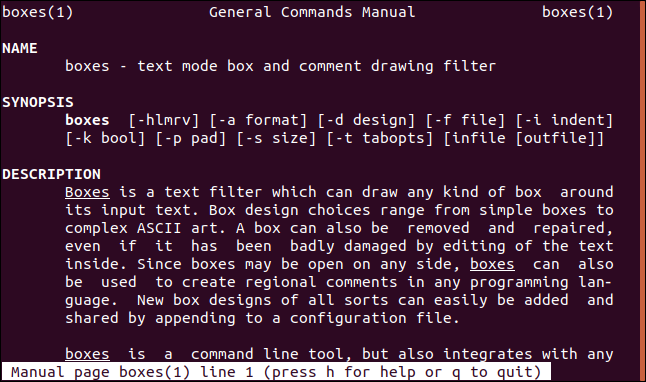 boxes(1) General Commands Manual boxes(1)
NAME
boxes - text mode box and comment drawing filter
SYNOPSIS
boxes [-hlmrv] [-a format] [-d design] [-f file] [-i indent]
[-k bool] [-p pad] [-s size] [-t tabopts] [infile [outfile]]
DESCRIPTION
Boxes is a text filter which can draw any kind of box around
its input text. Box design choices range from simple boxes to
complex ASCII art. A box can also be removed and repaired,
even if it has been badly damaged by editing of the text
inside. Since boxes may be open on any side, boxes can also
be used to create regional comments in any programming lan-
guage. New box designs of all sorts can easily be added and
shared by appending to a configuration file.
boxes is a command line tool, but also integrates with any
Manual page boxes(1) line 1 (press h for help or q to quit)